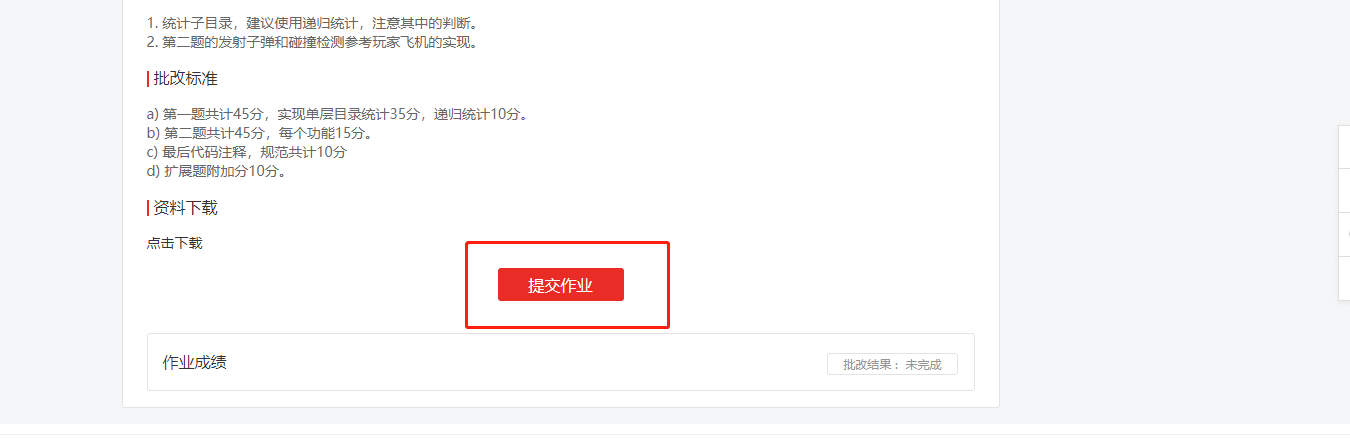 1. 统计子目录，建议使用递归统计，注意其中的判断。
2. 第二题的发射子弹和碰撞检测参考玩家飞机的实现。
批改标准
a) 第一题共计45分，实现单层目录统计35分，递归统计10分。
b) 第二题共计45分，每个功能15分。
c) 最后代码注释，规范共计10分
d) 扩展题附加分10分。
资料下载
点击下载
提交作业
作业成绩
批改结果：未完成